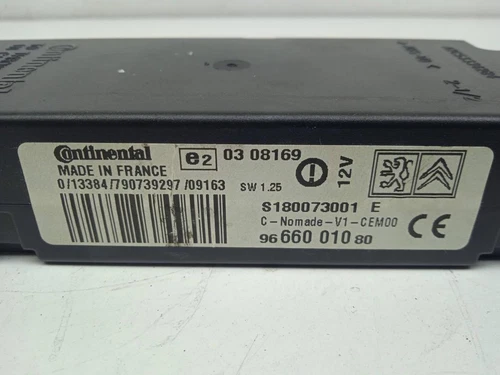 Continental
Continental
MADE IN FRANCE
e2
03 08169
12V
0/13384/790739297/09163
SW 1.25
S180073001 E
C-Nomade-V1-CEM00
CE
96 660 010 80